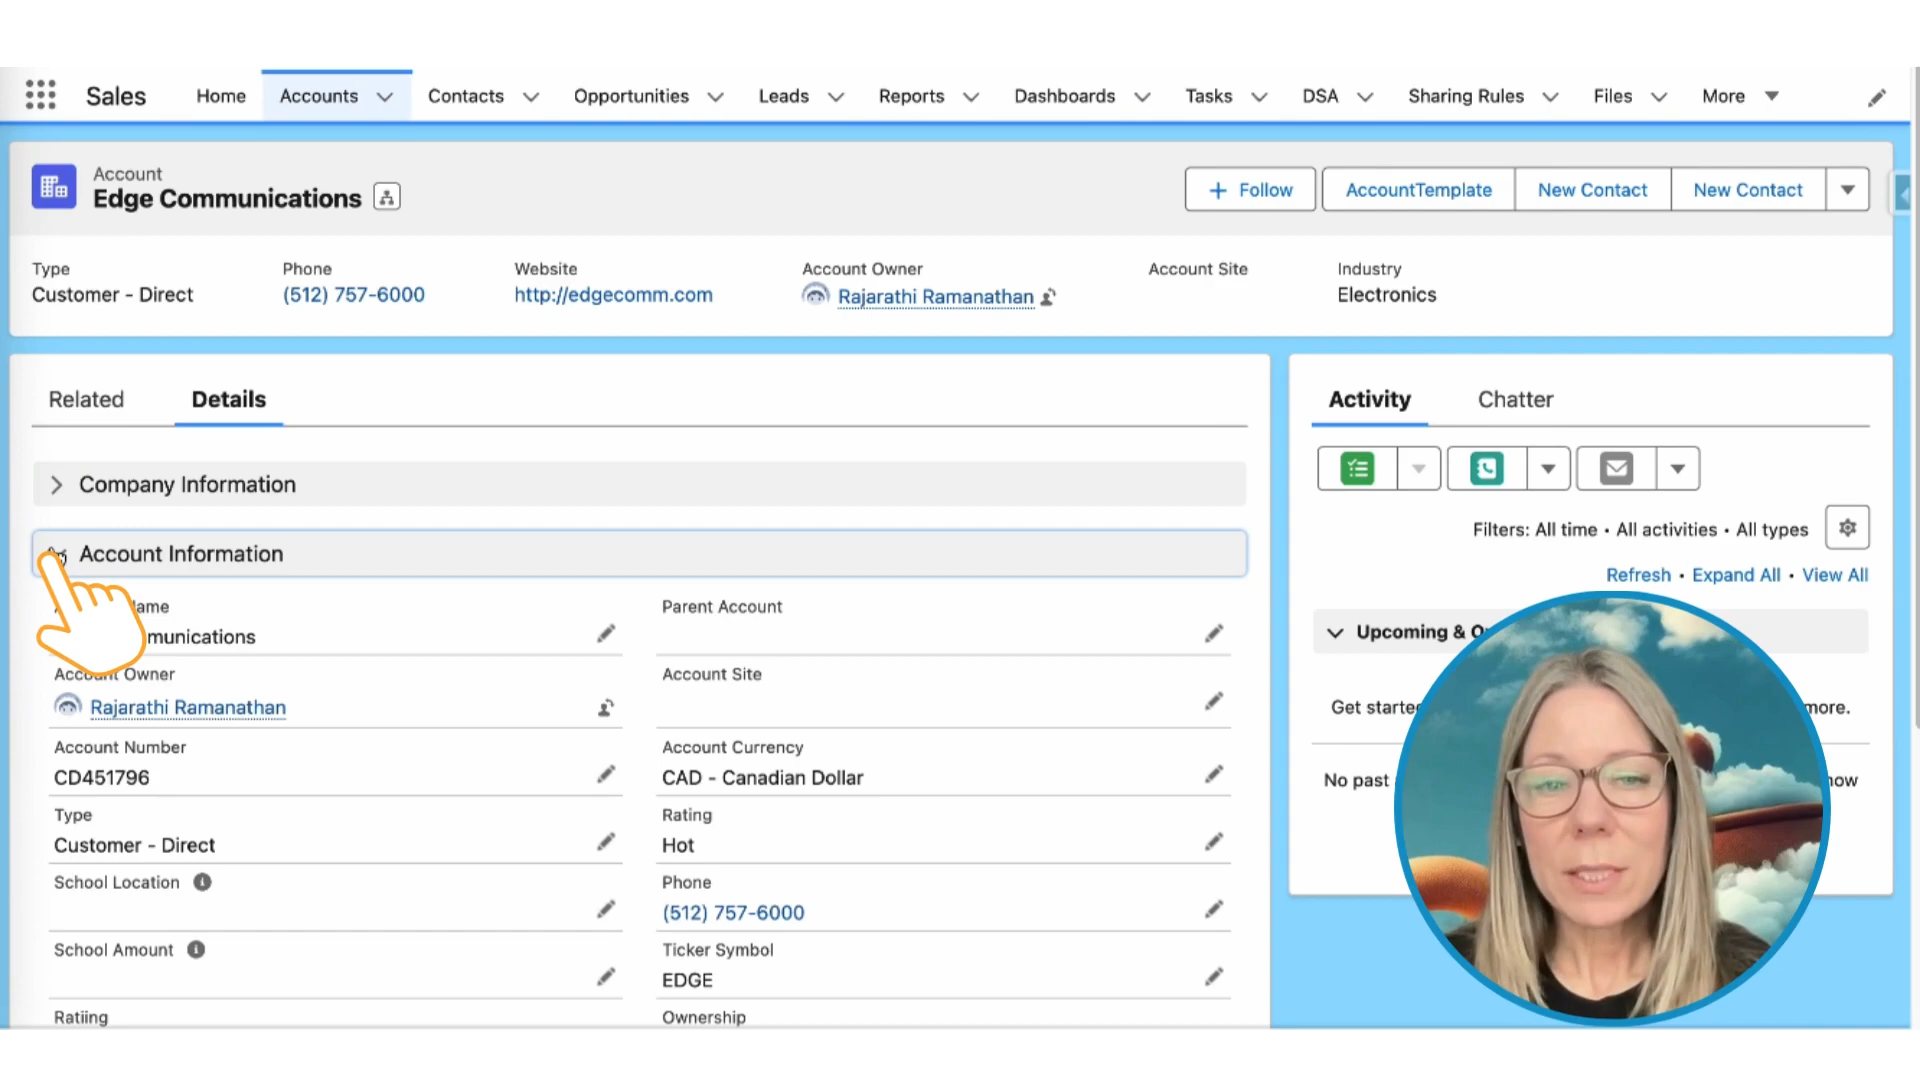 Sales Home Accounts Contacts Opportunities Leads Reports Dashboards Tasks DSA Sharing Rules Files More
Account
Edge Communications
Follow AccountTemplate New Contact New Contact
Type Phone Website Account Owner Account Site Industry
Customer - Direct (512) 757-6000 http://edgecomm.com Rajarathi Ramanathan Electronics
Related Details
Company Information
Account Information
Parent Account
Owner Account Site
Rajarathi Ramanathan
Account Number Account Currency
CD451796 CAD - Canadian Dollar
Type Rating
Customer - Direct Hot
School Location Phone
(512) 757-6000
School Amount Ticker Symbol
EDGE
Ratiing Ownership
Activity Chatter
Filters: All time • All activities • All types
Refresh • Expand All • View All
Upcoming &
Get more.
No past